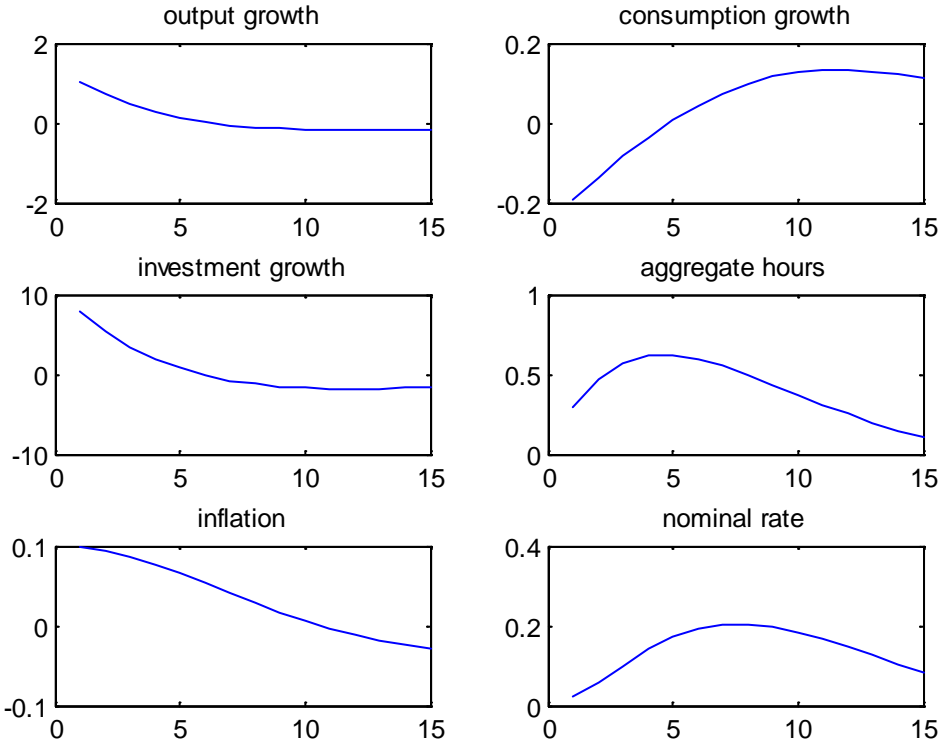 output growth
2
0
-2
0 5 10 15
consumption growth
0.2
0
-0.2
0 5 10 15
investment growth
10
0
-10
0 5 10 15
aggregate hours
1
0.5
0
0 5 10 15
inflation
0.1
0
-0.1
0 5 10 15
nominal rate
0.4
0.2
0
0 5 10 15